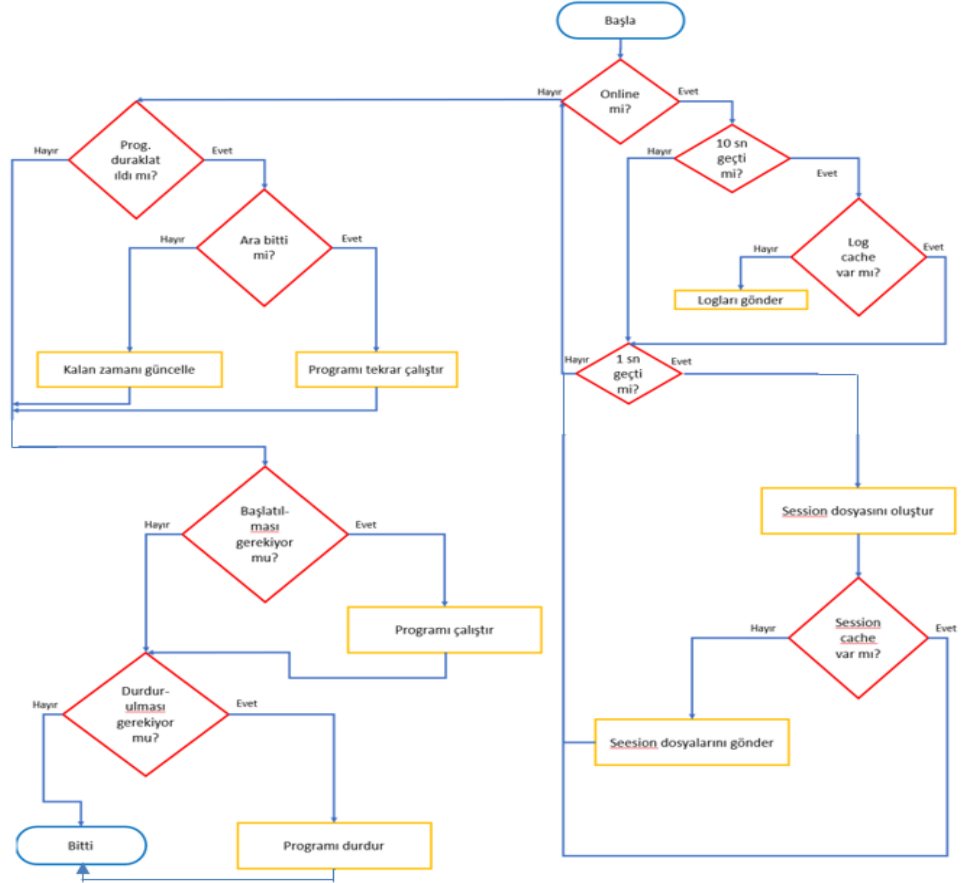 Başla
Online
mi?
Hayır
Evet
Prog.
duraklat
ıldı mı?
Hayır
Evet
10 sn
geçti
mi?
Hayır
Evet
Ara bitti
mi?
Hayır
Evet
Log
cache
var mı?
Hayır
Evet
Logları gönder
Kalan zamanı güncelle
Programı tekrar çalıştır
1 sn
geçti
mi?
Hayır
Evet
Başlatıl-
ması
gerekiyor
mu?
Hayır
Evet
Session dosyasını oluştur
Programı çalıştır
Session
cache
var mı?
Hayır
Evet
Durdur-
ulması
gerekiyor
mu?
Hayır
Evet
Seesion dosyalarını gönder
Bitti
Programı durdur